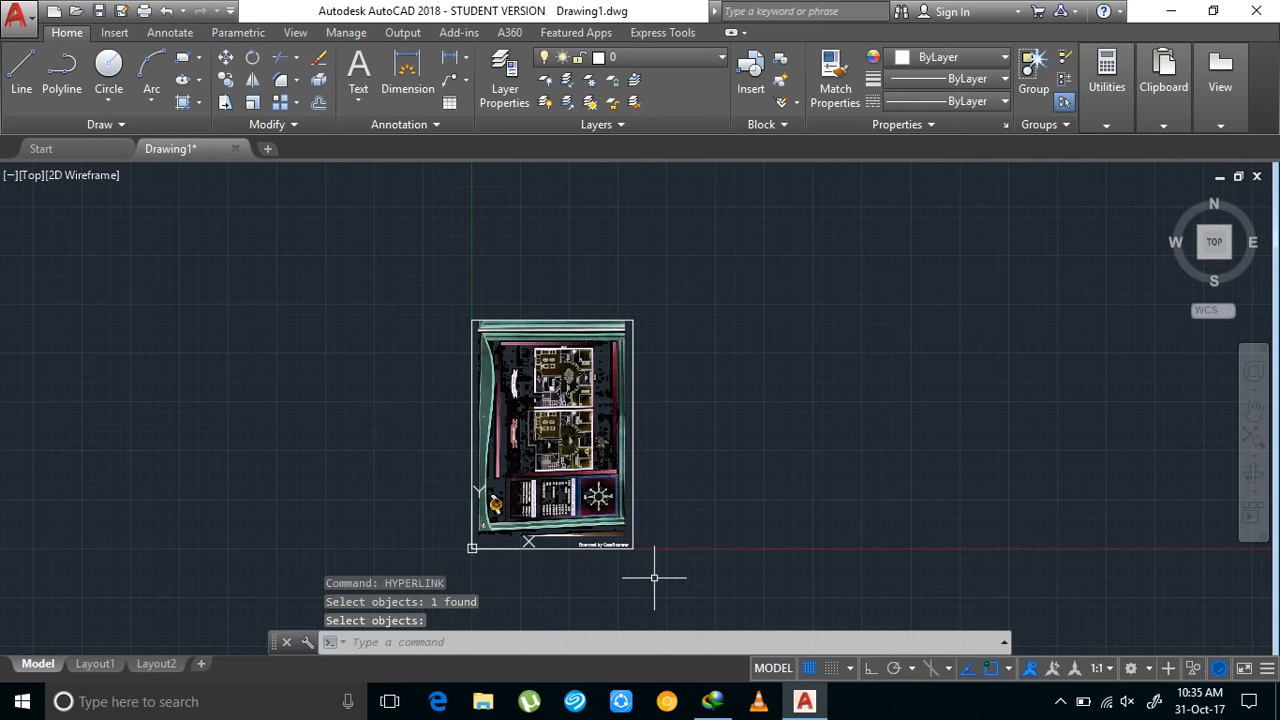 Autodesk AutoCAD 2018 - STUDENT VERSION Drawing1.dwg
Type a keyword or phrase
Sign In
Home Insert Annotate Parametric View Manage Output Add-ins A360 Featured Apps Express Tools
Line
Polyline
Circle
Arc
Text
Dimension
Layer
Properties
0
Insert
Match
Properties
ByLayer
ByLayer
ByLayer
Group
Utilities
Clipboard
View
Draw
Modify
Annotation
Layers
Block
Properties
Groups
Start
Drawing1*
[−][Top][2D Wireframe]
N
W
TOP
E
S
WCS
Y
X
Scanned by CamScanner
Command: HYPERLINK
Select objects: 1 found
Select objects:
Type a command
Model Layout1 Layout2
MODEL
1:1
Type here to search
10:35 AM
31-Oct-17